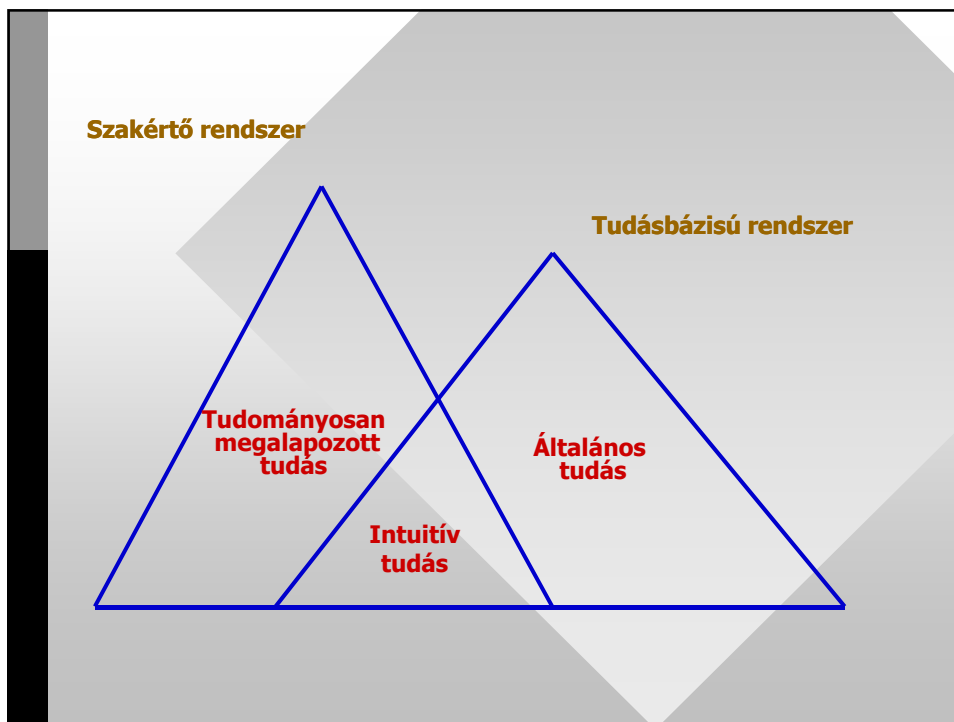 Szakértő rendszer
Tudásbázisú rendszer
Tudományosan
megalapozott
tudás
Általános
tudás
Intuitív
tudás